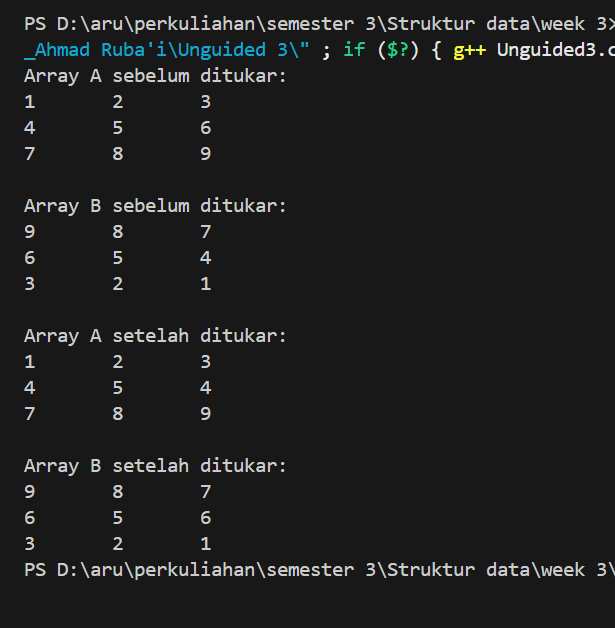 PS D:\aru\perkuliahan\semester 3\Struktur data\week 3>
_Ahmad Ruba'i\Unguided 3\" ; if ($?) { g++ Unguided3.c
Array A sebelum ditukar:
1 2 3
4 5 6
7 8 9
Array B sebelum ditukar:
9 8 7
6 5 4
3 2 1
Array A setelah ditukar:
1 2 3
4 5 4
7 8 9
Array B setelah ditukar:
9 8 7
6 5 6
3 2 1
PS D:\aru\perkuliahan\semester 3\Struktur data\week 3\